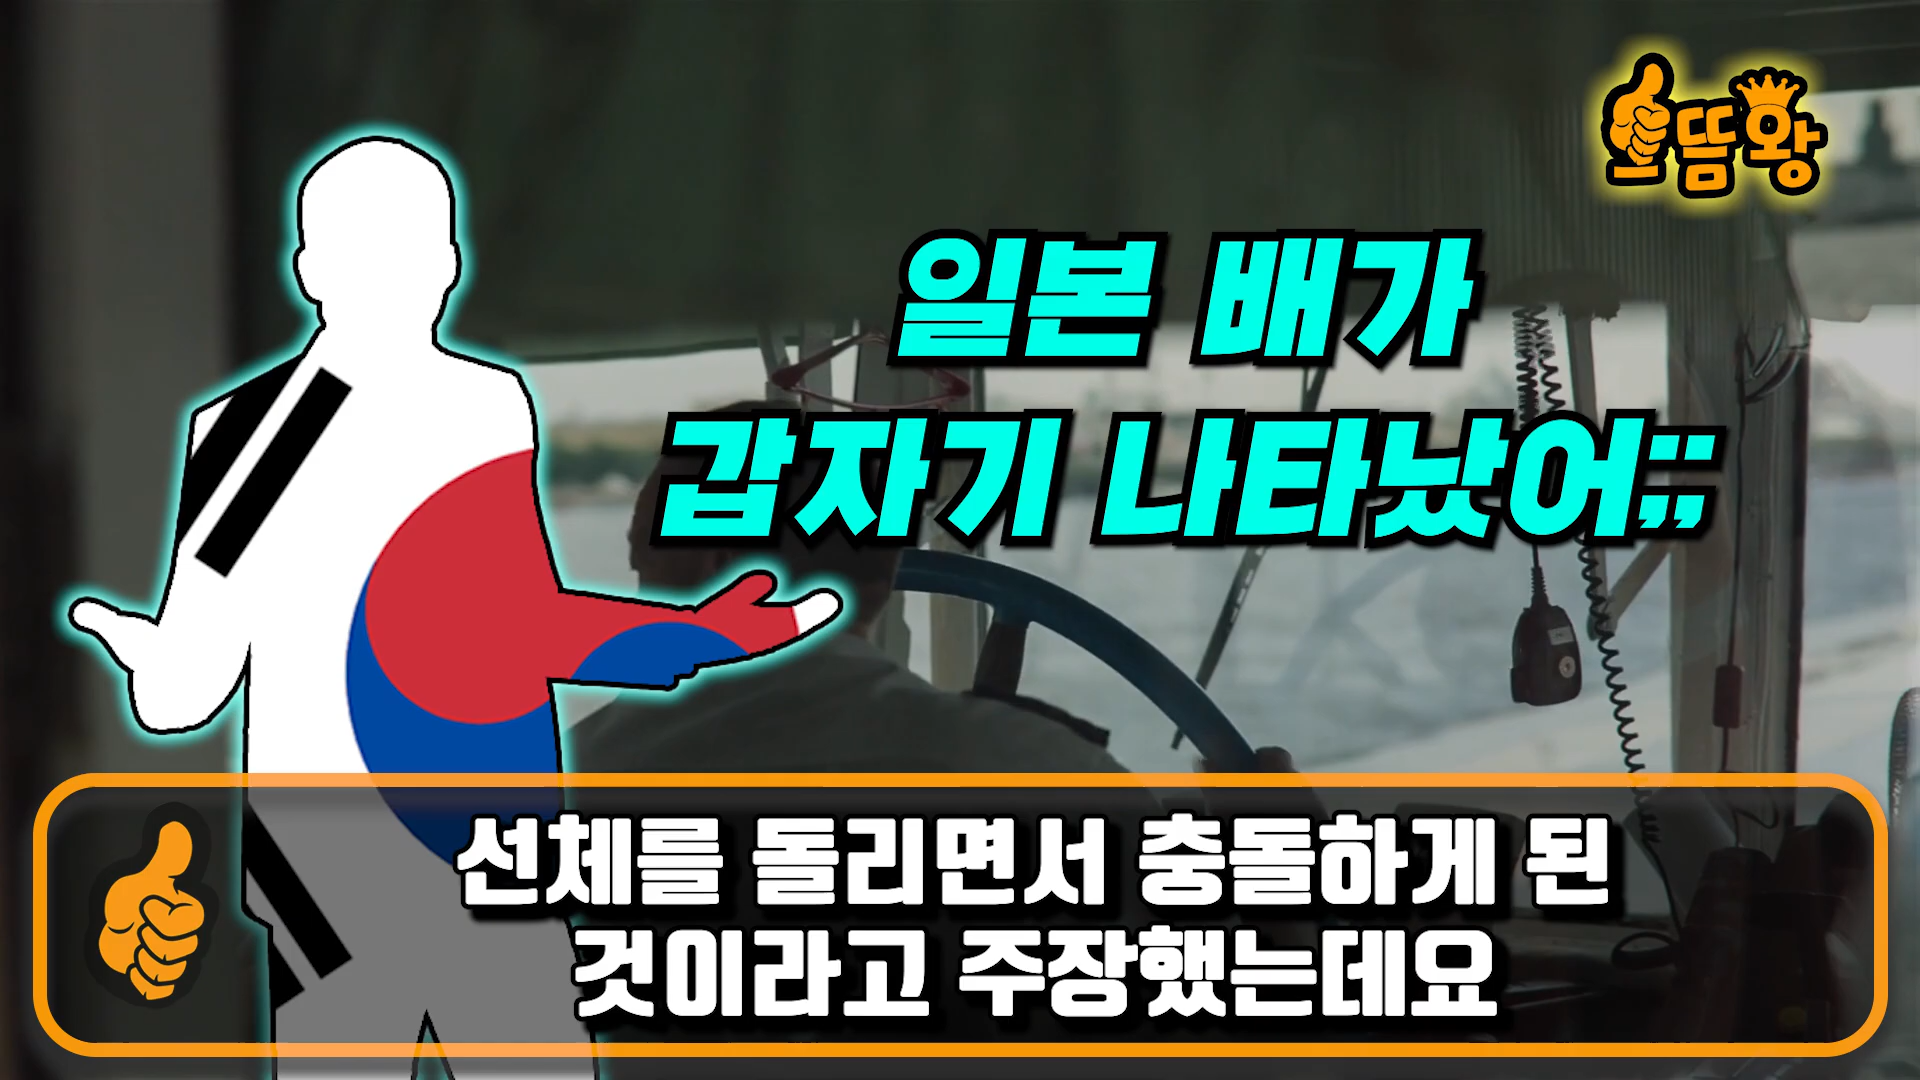 으뜸왕
일본 배가
갑자기 나타났어;;
선체를 돌리면서 충돌하게 된
것이라고 주장했는데요